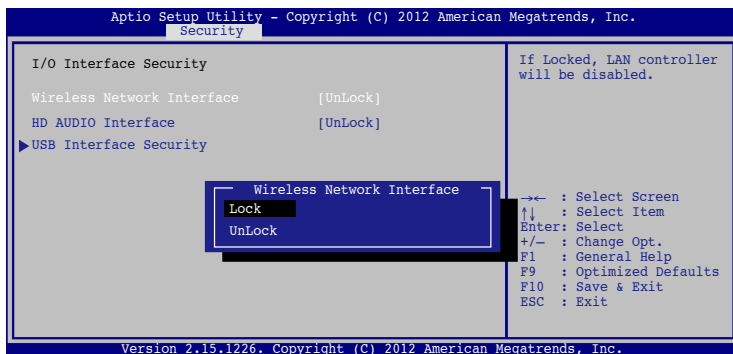 Aptio Setup Utility – Copyright (C) 2012 American Megatrends, Inc.
Security
I/O Interface Security
Wireless Network Interface [UnLock]
HD AUDIO Interface [UnLock]
USB Interface Security
If Locked, LAN controller
will be disabled.
Wireless Network Interface
Lock
UnLock
→← : Select Screen
↑↓ : Select Item
Enter: Select
+/— : Change Opt.
F1 : General Help
F9 : Optimized Defaults
F10 : Save & Exit
ESC : Exit
Version 2.15.1226. Copyright (C) 2012 American Megatrends, Inc.